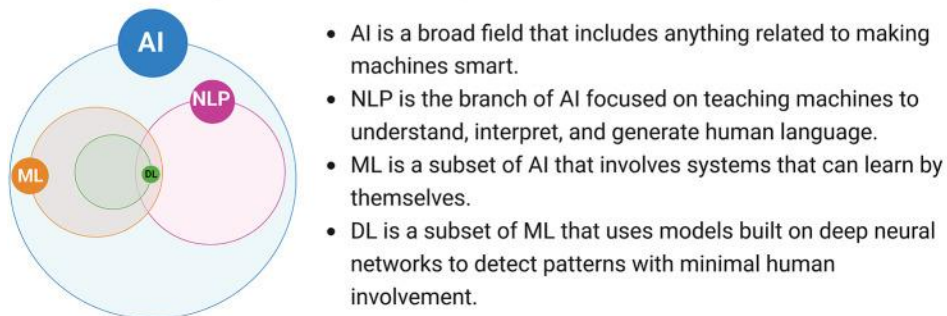 AI
NLP
ML
DL
• AI is a broad field that includes anything related to making
machines smart.
• NLP is the branch of AI focused on teaching machines to
understand, interpret, and generate human language.
• ML is a subset of AI that involves systems that can learn by
themselves.
• DL is a subset of ML that uses models built on deep neural
networks to detect patterns with minimal human
involvement.